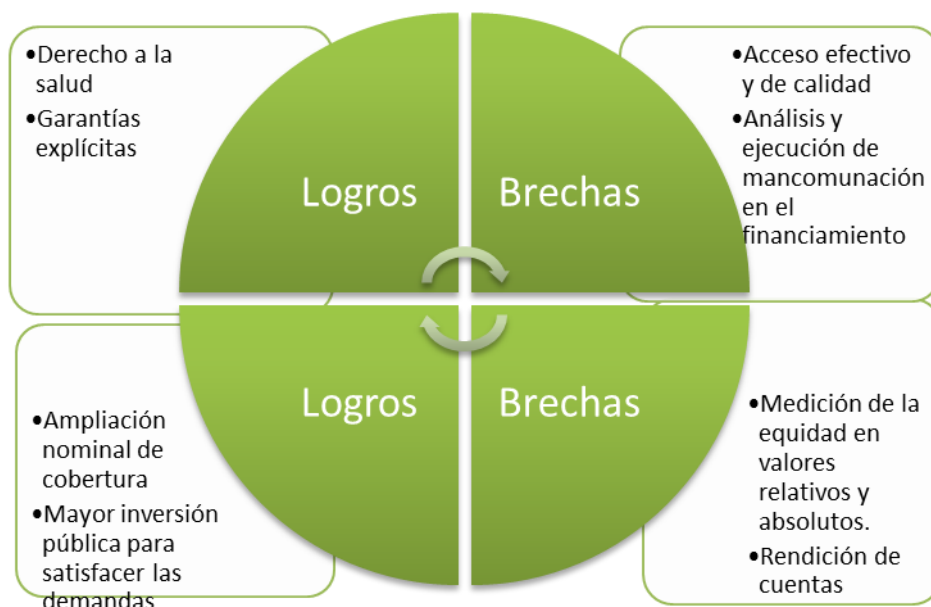 •Derecho a la
salud
•Garantías
explícitas
Logros
Brechas
•Acceso efectivo
y de calidad
•Análisis y
ejecución de
mancomunación
en el
financiamiento
•Ampliación
nominal de
cobertura
•Mayor inversión
pública para
satisfacer las
demandas
Logros
Brechas
•Medición de la
equidad en
valores
relativos y
absolutos.
•Rendición de
cuentas